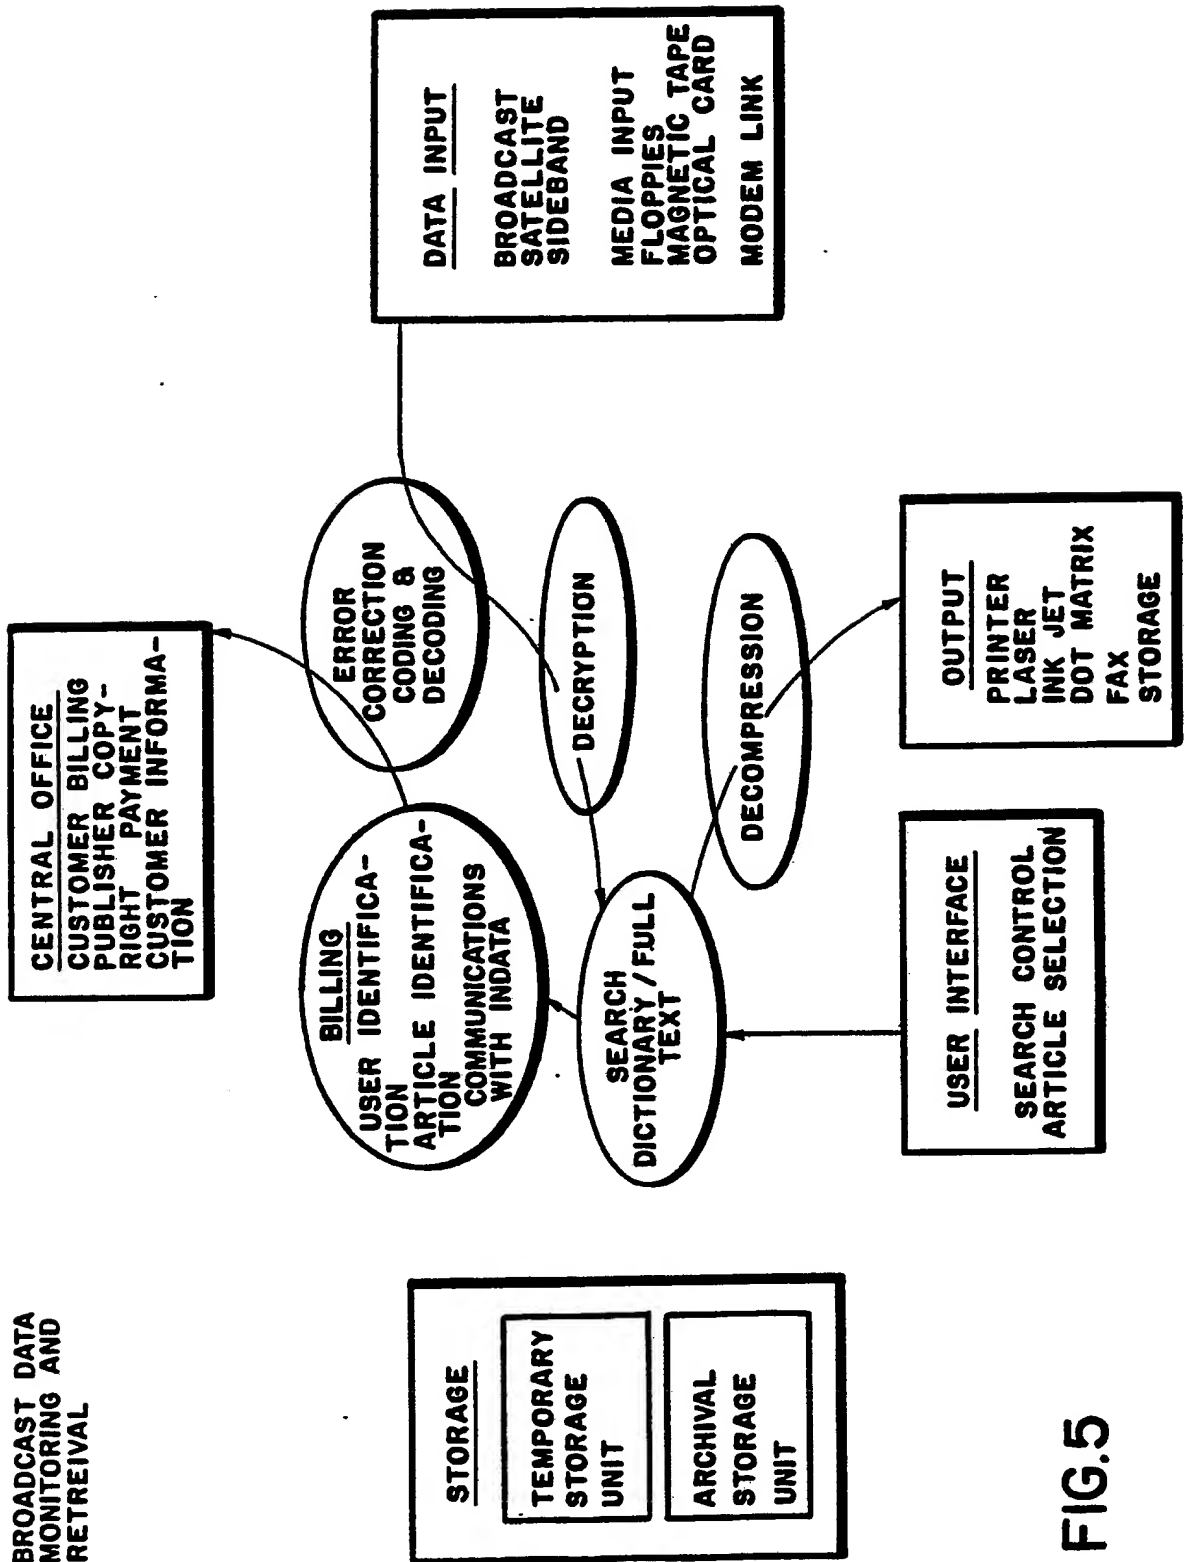 BROADCAST DATA
MONITORING AND
RETREIVAL
CENTRAL OFFICE
CUSTOMER BILLING
PUBLISHER COPY-
RIGHT PAYMENT
CUSTOMER INFORMA-
TION
STORAGE
TEMPORARY
STORAGE
UNIT
ARCHIVAL
STORAGE
UNIT
BILLING
USER IDENTIFICA-
TION
ARTICLE IDENTIFICA-
TION
COMMUNICATIONS
WITH INDATA
ERROR
CORRECTION
CODING &
DECODING
DATA INPUT
BROADCAST
SATELLITE
SIDEBAND
MEDIA INPUT
FLOPPIES
MAGNETIC TAPE
OPTICAL CARD
MODEM LINK
SEARCH
DICTIONARY/FULL
TEXT
DECRYPTION
DECOMPRESSION
USER INTERFACE
SEARCH CONTROL
ARTICLE SELECTION
OUTPUT
PRINTER
LASER
INK JET
DOT MATRIX
FAX
STORAGE
FIG.5